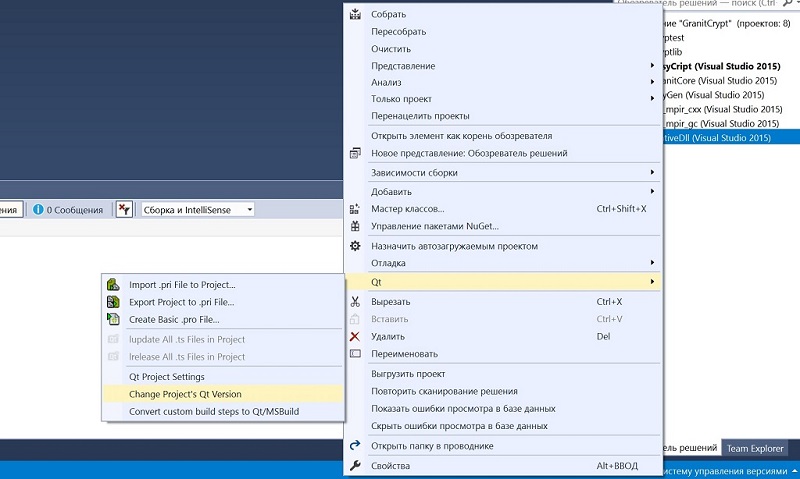 Собрать
Пересобрать
Очистить
Представление
Анализ
Только проект
Перенацелить проекты
Открыть элемент как корень обозревателя
Новое представление: Обозреватель решений
Зависимости сборки
Добавить
Мастер классов... Ctrl+Shift+X
Управление пакетами NuGet...
Назначить автозагружаемым проектом
Отладка
Qt
Вырезать Ctrl+X
Вставить Ctrl+V
Удалить Del
Переименовать
Выгрузить проект
Повторить сканирование решения
Показать ошибки просмотра в базе данных
Скрыть ошибки просмотра в базе данных
Открыть папку в проводнике
Свойства Alt+ВВОД
Import .pri File to Project...
Export Project to .pri File...
Create Basic .pro File...
lupdate All .ts Files in Project
lrelease All .ts Files in Project
Qt Project Settings
Change Project's Qt Version
Convert custom build steps to Qt/MSBuild
ения
0 Сообщения
Сборка и IntelliSense
решений — поиск (Ctrl+
ние "GranitCrypt" (проектов: 8)
ptest
ptlib
syCript (Visual Studio 2015)
anitCore (Visual Studio 2015)
yGen (Visual Studio 2015)
_mpir_cxx (Visual Studio 2015)
_mpir_gc (Visual Studio 2015)
tiveDll (Visual Studio 2015)
ель решений
Team Explorer
систему управления версиями